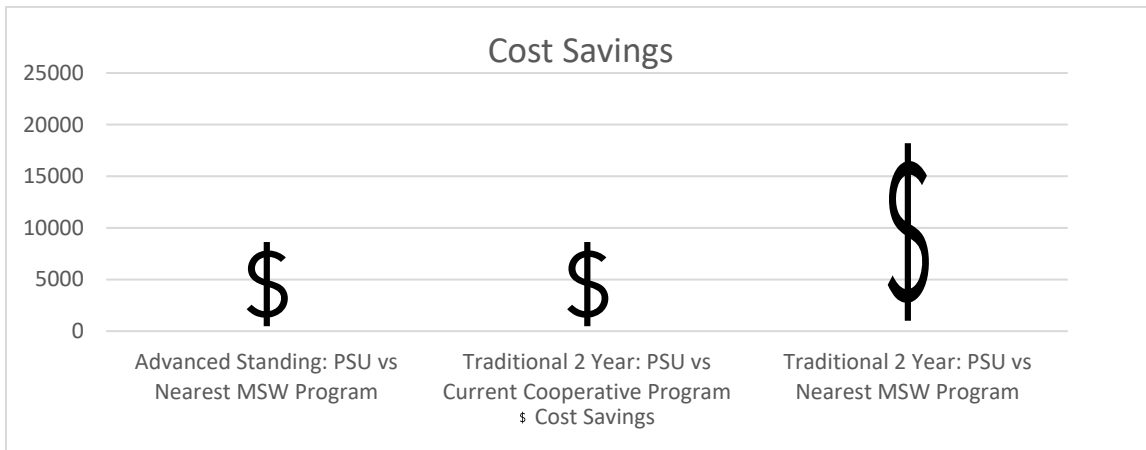 Cost Savings
25000
20000
15000
10000
5000
0
$
$
$
Advanced Standing: PSU vs
Nearest MSW Program
Traditional 2 Year: PSU vs
Current Cooperative Program
Traditional 2 Year: PSU vs
Nearest MSW Program
$ Cost Savings